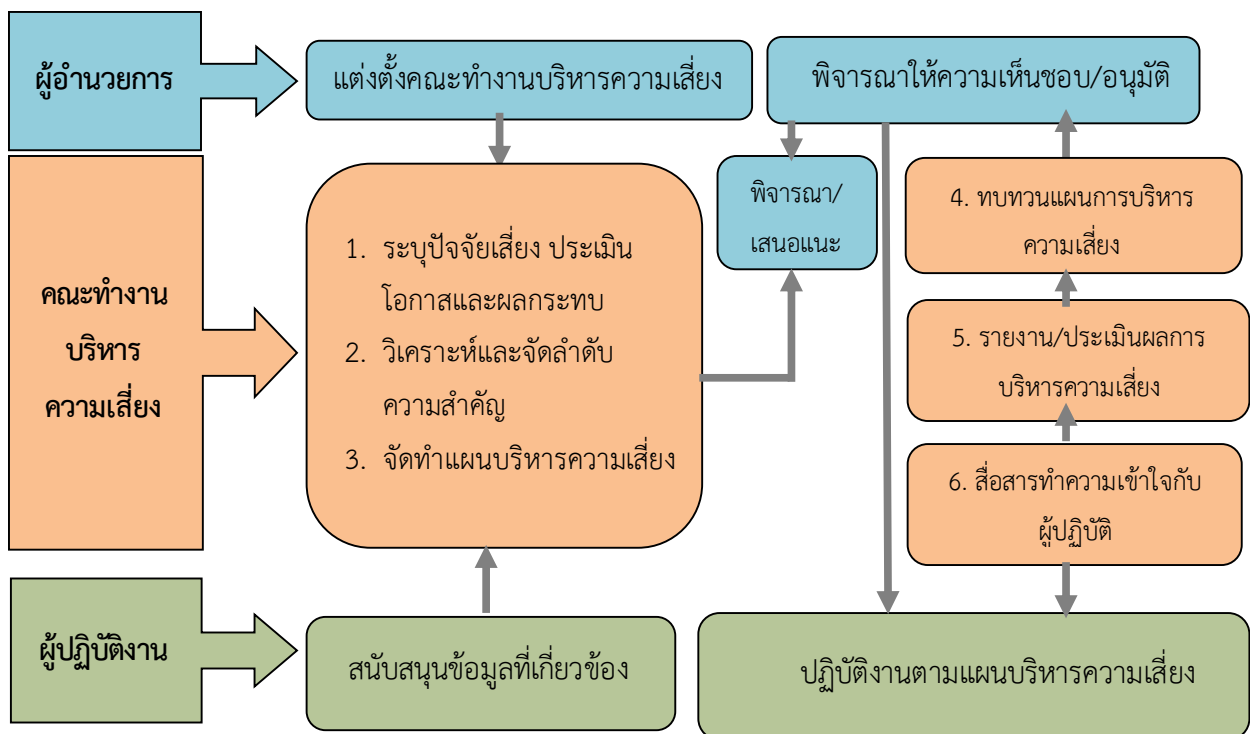 ผู้อำนวยการ
แต่งตั้งคณะทำงานบริหารความเสี่ยง
พิจารณาให้ความเห็นชอบ/อนุมัติ
พิจารณา/
เสนอแนะ
4. ทบทวนแผนการบริหาร
ความเสี่ยง
คณะทำงาน
บริหาร
ความเสี่ยง
1. ระบุปัจจัยเสี่ยง ประเมิน
โอกาสและผลกระทบ
2. วิเคราะห์และจัดลำดับ
ความสำคัญ
3. จัดทำแผนบริหารความเสี่ยง
5. รายงาน/ประเมินผลการ
บริหารความเสี่ยง
6. สื่อสารทำความเข้าใจกับ
ผู้ปฏิบัติ
ผู้ปฏิบัติงาน
สนับสนุนข้อมูลที่เกี่ยวข้อง
ปฏิบัติงานตามแผนบริหารความเสี่ยง